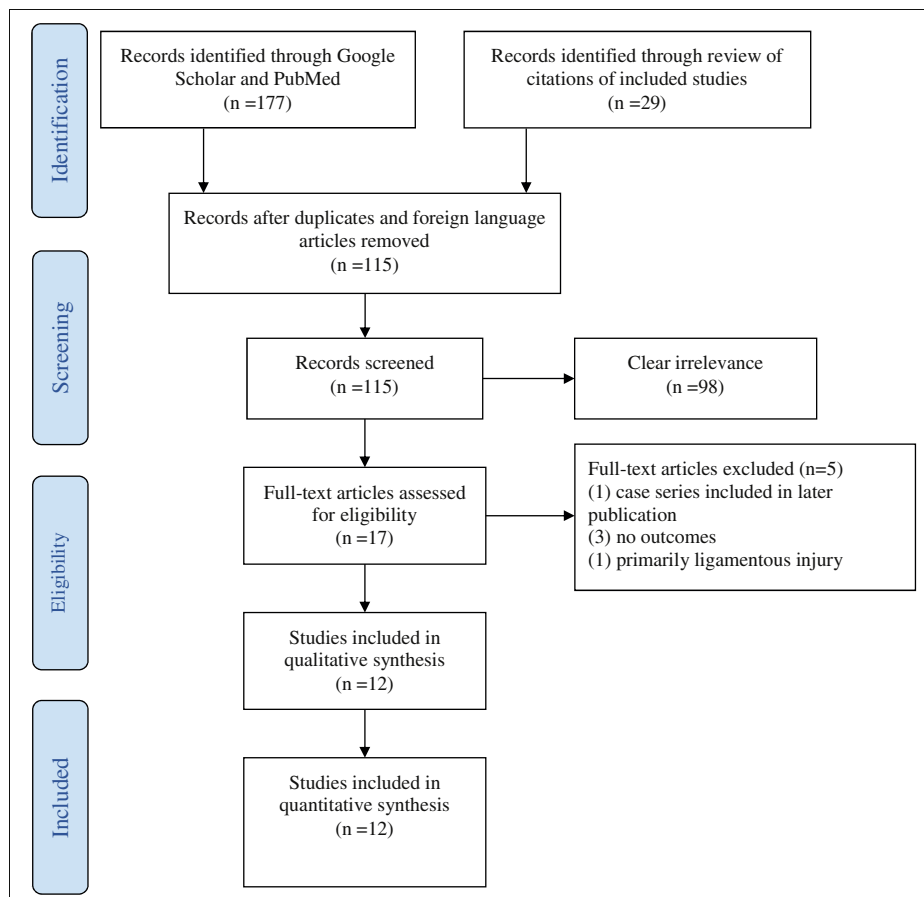 Identification
Records identified through Google
Scholar and PubMed
(n =177)
Records identified through review of
citations of included studies
(n =29)
Records after duplicates and foreign language
articles removed
(n =115)
Screening
Records screened
(n =115)
Clear irrelevance
(n =98)
Eligibility
Full-text articles assessed
for eligibility
(n =17)
Full-text articles excluded (n=5)
(1) case series included in later
publication
(3) no outcomes
(1) primarily ligamentous injury
Studies included in
qualitative synthesis
(n =12)
Included
Studies included in
quantitative synthesis
(n =12)